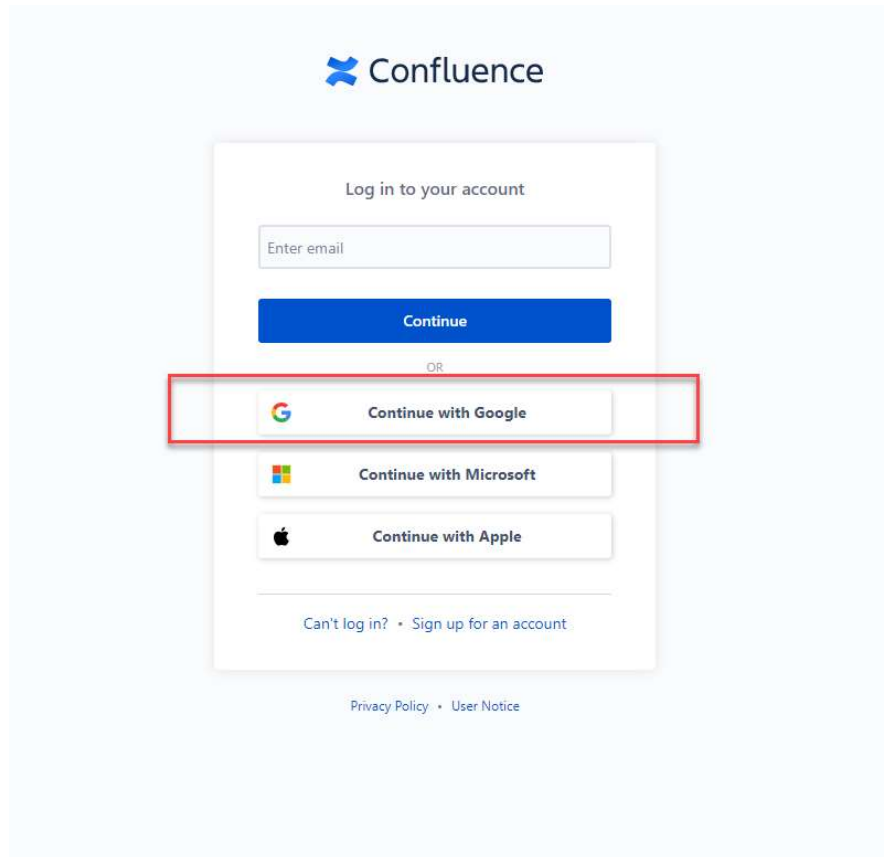 Confluence
Log in to your account
Enter email
Continue
OR
Continue with Google
Continue with Microsoft
Continue with Apple
Can't log in? • Sign up for an account
Privacy Policy • User Notice